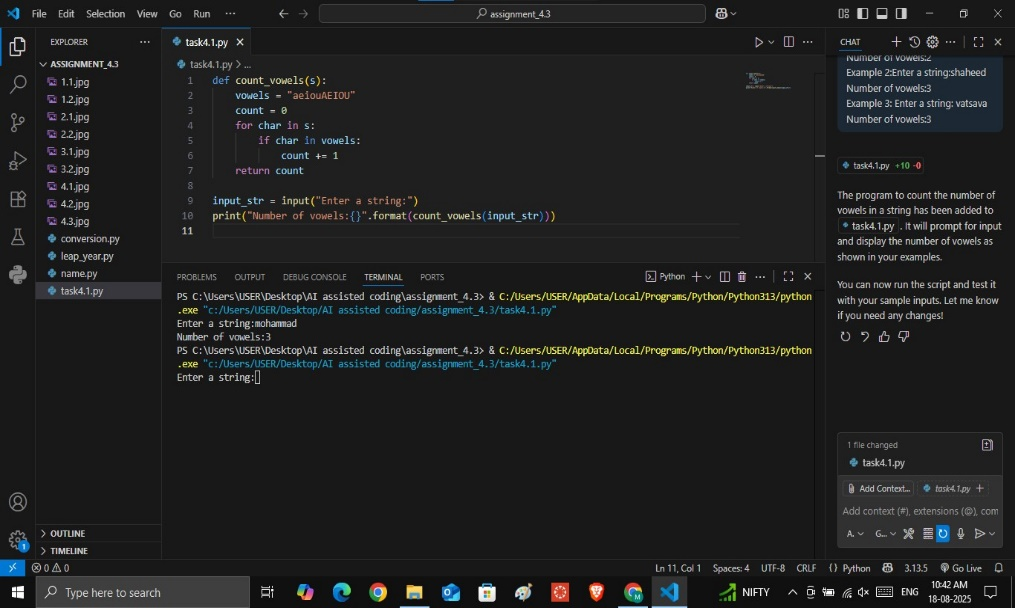 File Edit Selection View Go Run ··· ← → assignment_4.3
EXPLORER ···
ASSIGNMENT_4.3
1.1.jpg
1.2.jpg
2.1.jpg
2.2.jpg
3.1.jpg
3.2.jpg
4.1.jpg
4.2.jpg
4.3.jpg
conversion.py
leap_year.py
name.py
task4.1.py
OUTLINE
TIMELINE
task4.1.py ×
task4.1.py > ...
1 def count_vowels(s):
2 vowels = "aeiouAEIOU"
3 count = 0
4 for char in s:
5 if char in vowels:
6 count += 1
7 return count
8
9 input_str = input("Enter a string:")
10 print("Number of vowels:{}".format(count_vowels(input_str)))
11
PROBLEMS OUTPUT DEBUG CONSOLE TERMINAL PORTS Python
PS C:\Users\USER\Desktop\AI assisted coding\assignment_4.3> & C:/Users/USER/AppData/Local/Programs/Python/Python313/python
.exe "c:/Users/USER/Desktop/AI assisted coding/assignment_4.3/task4.1.py"
Enter a string:mohammad
Number of vowels:3
PS C:\Users\USER\Desktop\AI assisted coding\assignment_4.3> & C:/Users/USER/AppData/Local/Programs/Python/Python313/python
.exe "c:/Users/USER/Desktop/AI assisted coding/assignment_4.3/task4.1.py"
Enter a string:
CHAT
Number of vowels:2
Example 2:Enter a string:shaheed
Number of vowels:3
Example 3: Enter a string: vatsava
Number of vowels:3
task4.1.py +10 -0
The program to count the number of
vowels in a string has been added to
task4.1.py . It will prompt for input
and display the number of vowels as
shown in your examples.
You can now run the script and test it
with your sample inputs. Let me know
if you need any changes!
1 file changed
task4.1.py
Add Context... task4.1.py +
Add context (#), extensions (@), com
A.. G...
1
0 0 Ln 11, Col 1 Spaces: 4 UTF-8 CRLF {} Python 3.13.5 Go Live
Type here to search NIFTY ENG 10:42 AM
18-08-2025